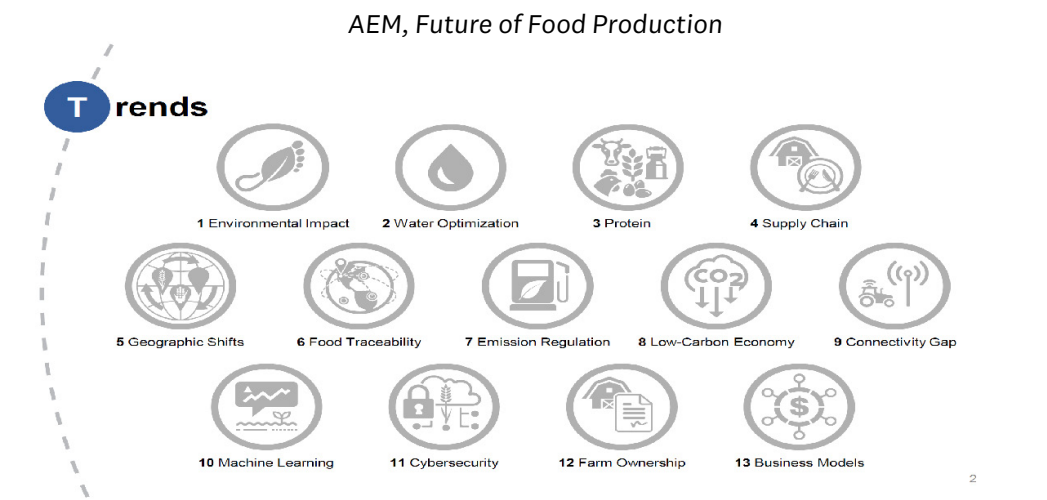 AEM, Future of Food Production
Trends
1 Environmental Impact
2 Water Optimization
3 Protein
4 Supply Chain
5 Geographic Shifts
6 Food Traceability
7 Emission Regulation
CO2
8 Low-Carbon Economy
9 Connectivity Gap
10 Machine Learning
11 Cybersecurity
12 Farm Ownership
$
13 Business Models
2